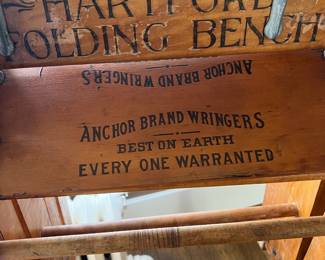 HARTFORD
FOLDING BENCH
ANCHOR BRAND WRINGERS
ANCHOR BRAND WRINGERS
BEST ON EARTH
EVERY ONE WARRANTED